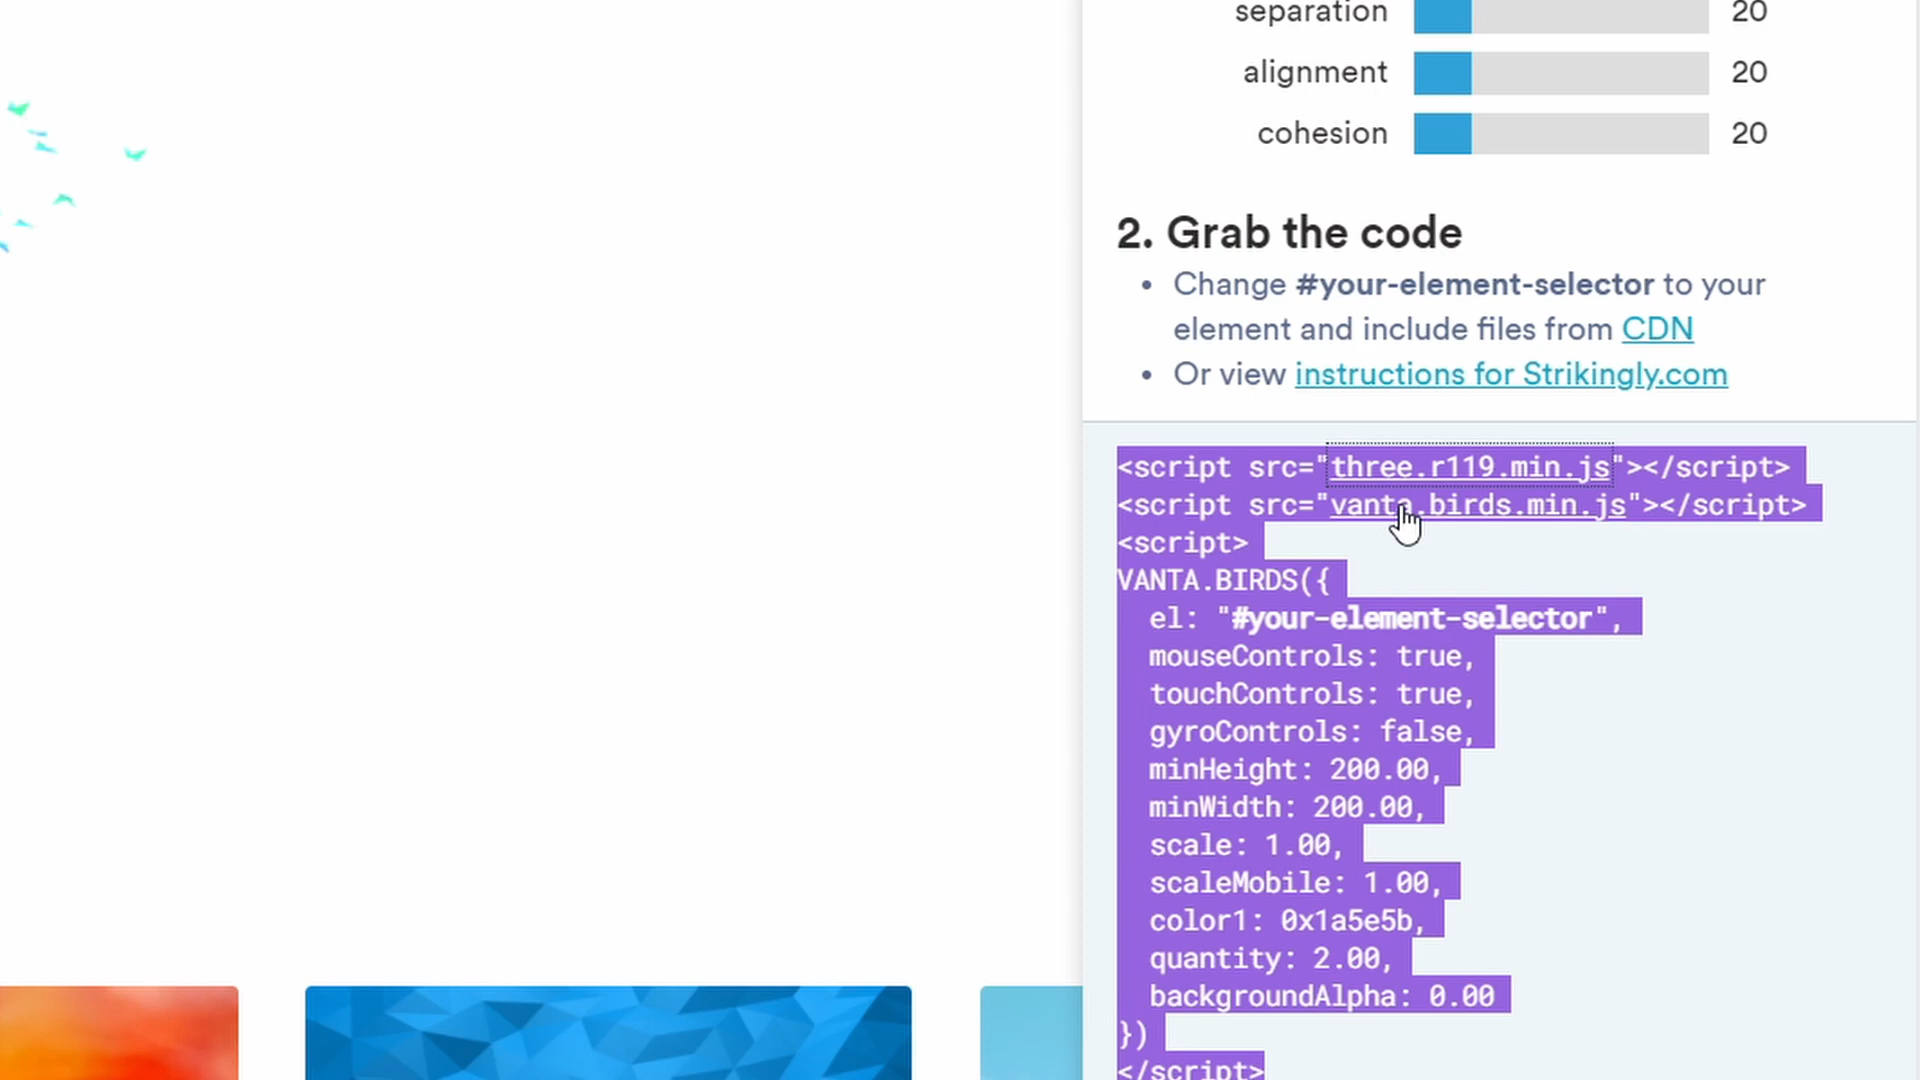 separation 20
alignment 20
cohesion 20
2. Grab the code
• Change #your-element-selector to your
element and include files from CDN
• Or view instructions for Strikingly.com
<script src="three.r119.min.js"></script>
<script src="vanta.birds.min.js"></script>
<script>
VANTA.BIRDS({
  el: "#your-element-selector",
  mouseControls: true,
  touchControls: true,
  gyroControls: false,
  minHeight: 200.00,
  minWidth: 200.00,
  scale: 1.00,
  scaleMobile: 1.00,
  color1: 0x1a5e5b,
  quantity: 2.00,
  backgroundAlpha: 0.00
})
</script>